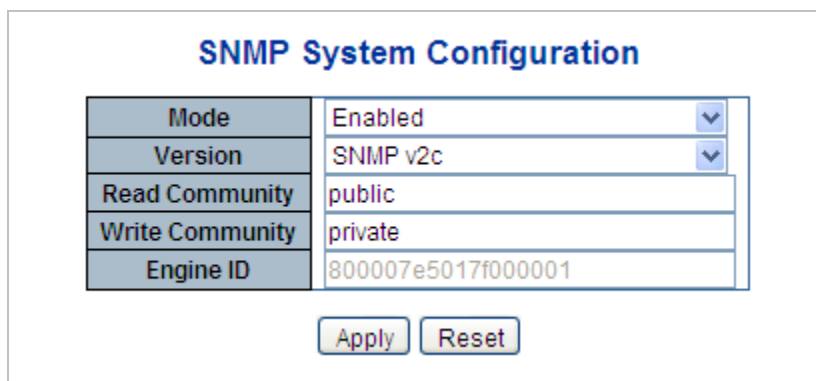 SNMP System Configuration
Mode Enabled
Version SNMP v2c
Read Community public
Write Community private
Engine ID 800007e5017f000001
Apply Reset